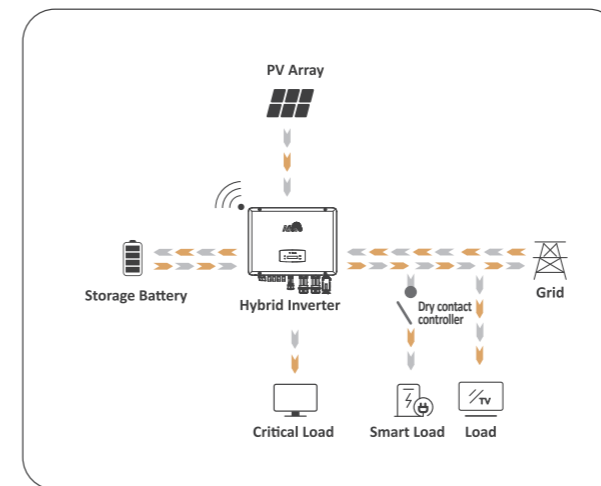 PV Array
Storage Battery
Hybrid Inverter
Dry contact
controller
Grid
Critical Load
Smart Load
Load
TV